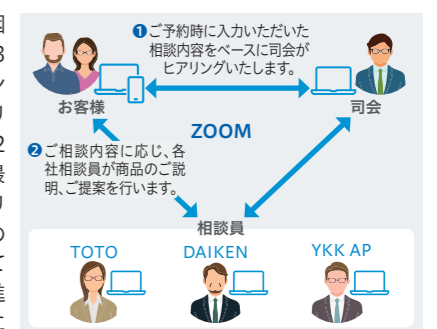 ❶ご予約時に入力いただいた
相談内容をベースに司会が
ヒアリングいたします。
お客様
司会
ZOOM
❷ご相談内容に応じ、各
社相談員が商品のご説
明、ご提案を行います。
相談員
TOTO
DAIKEN
YKK AP